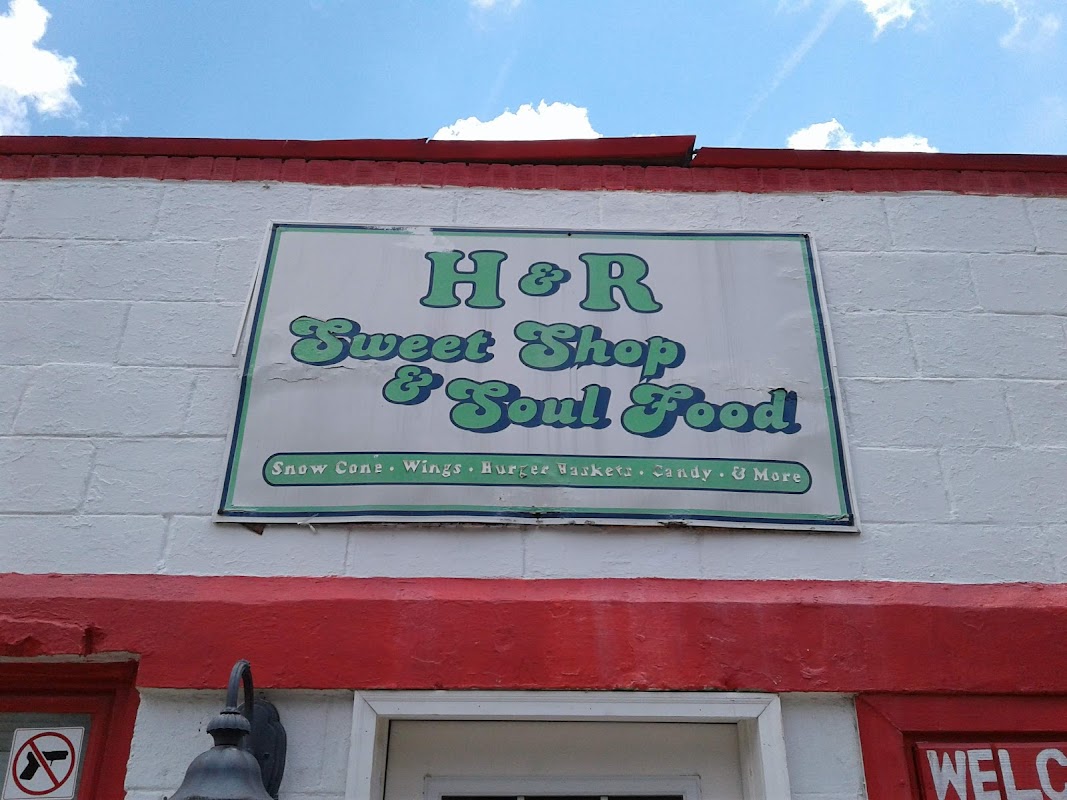 H & R
Sweet Shop
& Soul Food
Snow Cone · Wings · Burger Baskets · Candy · & More
WELC